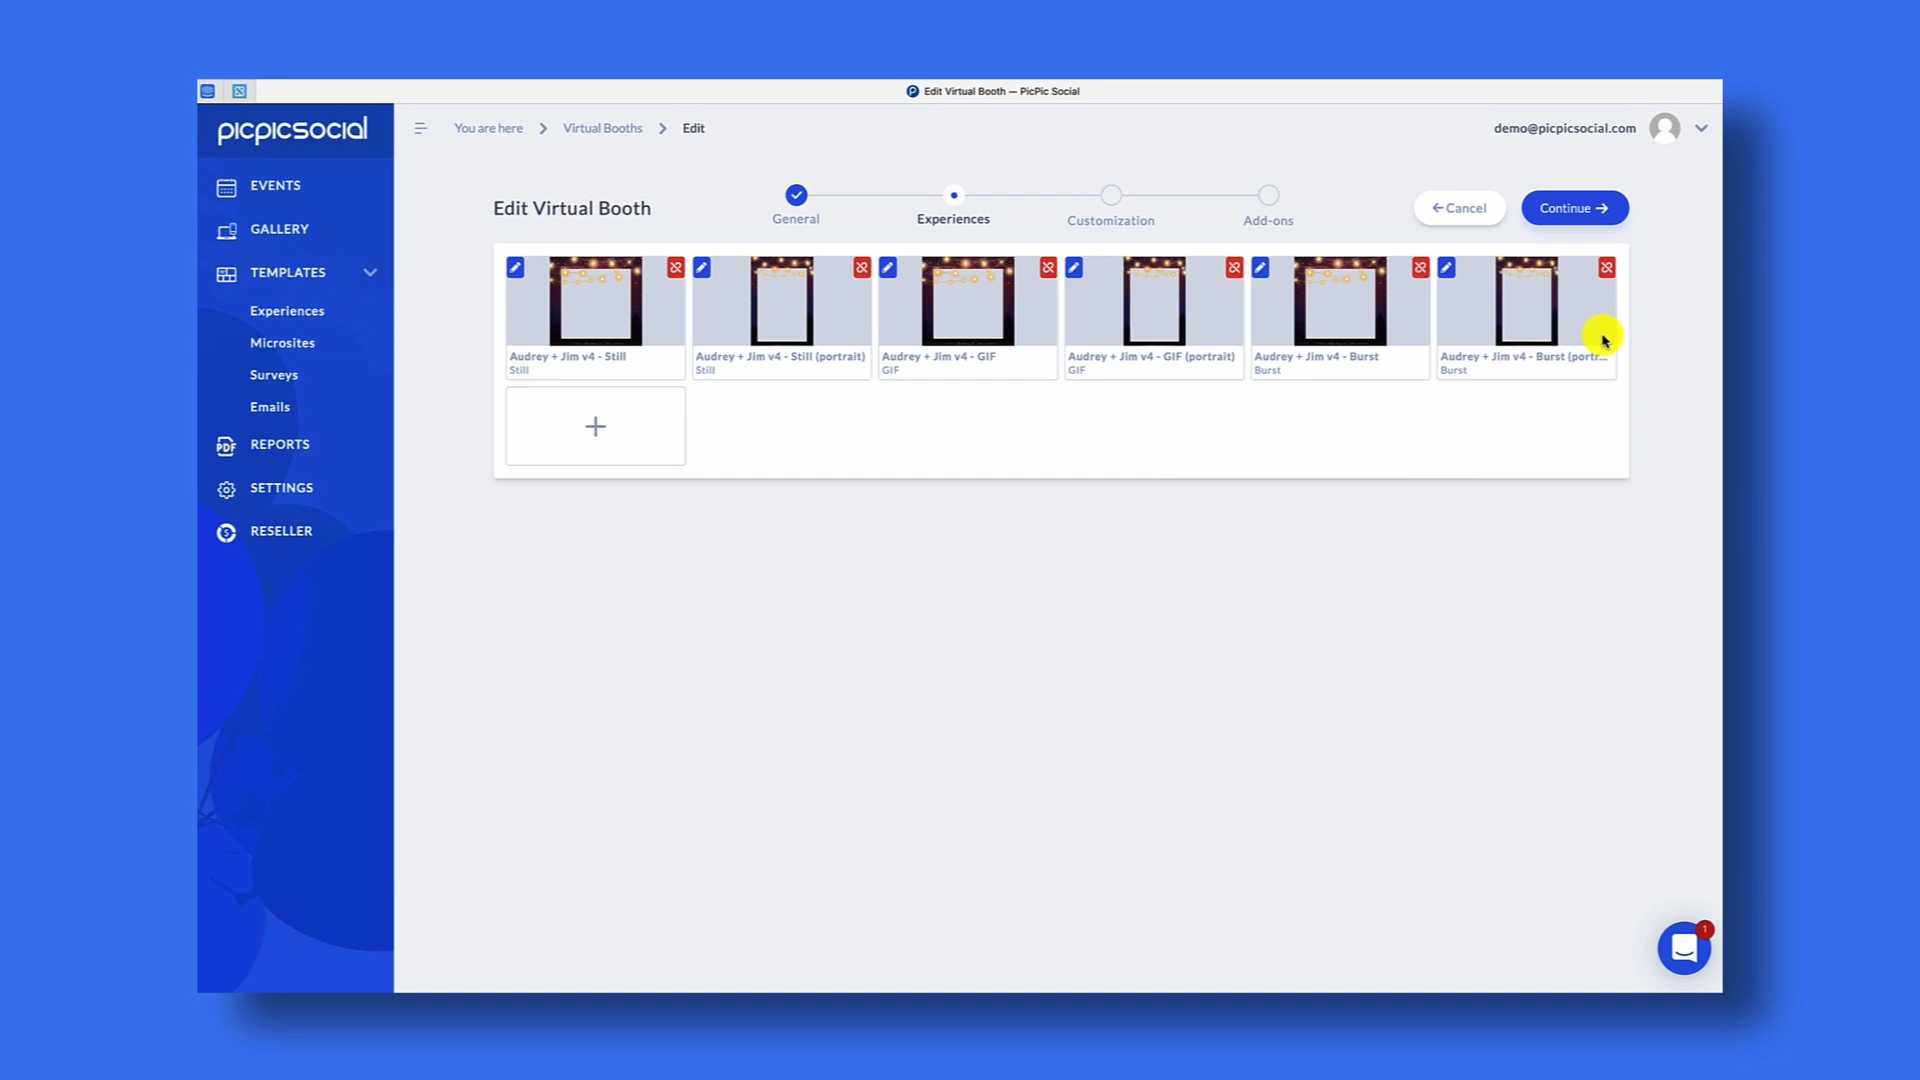 Edit Virtual Booth — PicPic Social
picpicsocial
You are here
Virtual Booths
Edit
demo@picpicsocial.com
EVENTS
GALLERY
TEMPLATES
Experiences
Microsites
Surveys
Emails
PDF
REPORTS
SETTINGS
RESELLER
Edit Virtual Booth
General
Experiences
Customization
Add-ons
Cancel
Continue
Audrey + Jim v4 - Still
Still
Audrey + Jim v4 - Still (portrait)
Still
Audrey + Jim v4 - GIF
GIF
Audrey + Jim v4 - GIF (portrait)
GIF
Audrey + Jim v4 - Burst
Burst
Audrey + Jim v4 - Burst (portr...
Burst
1